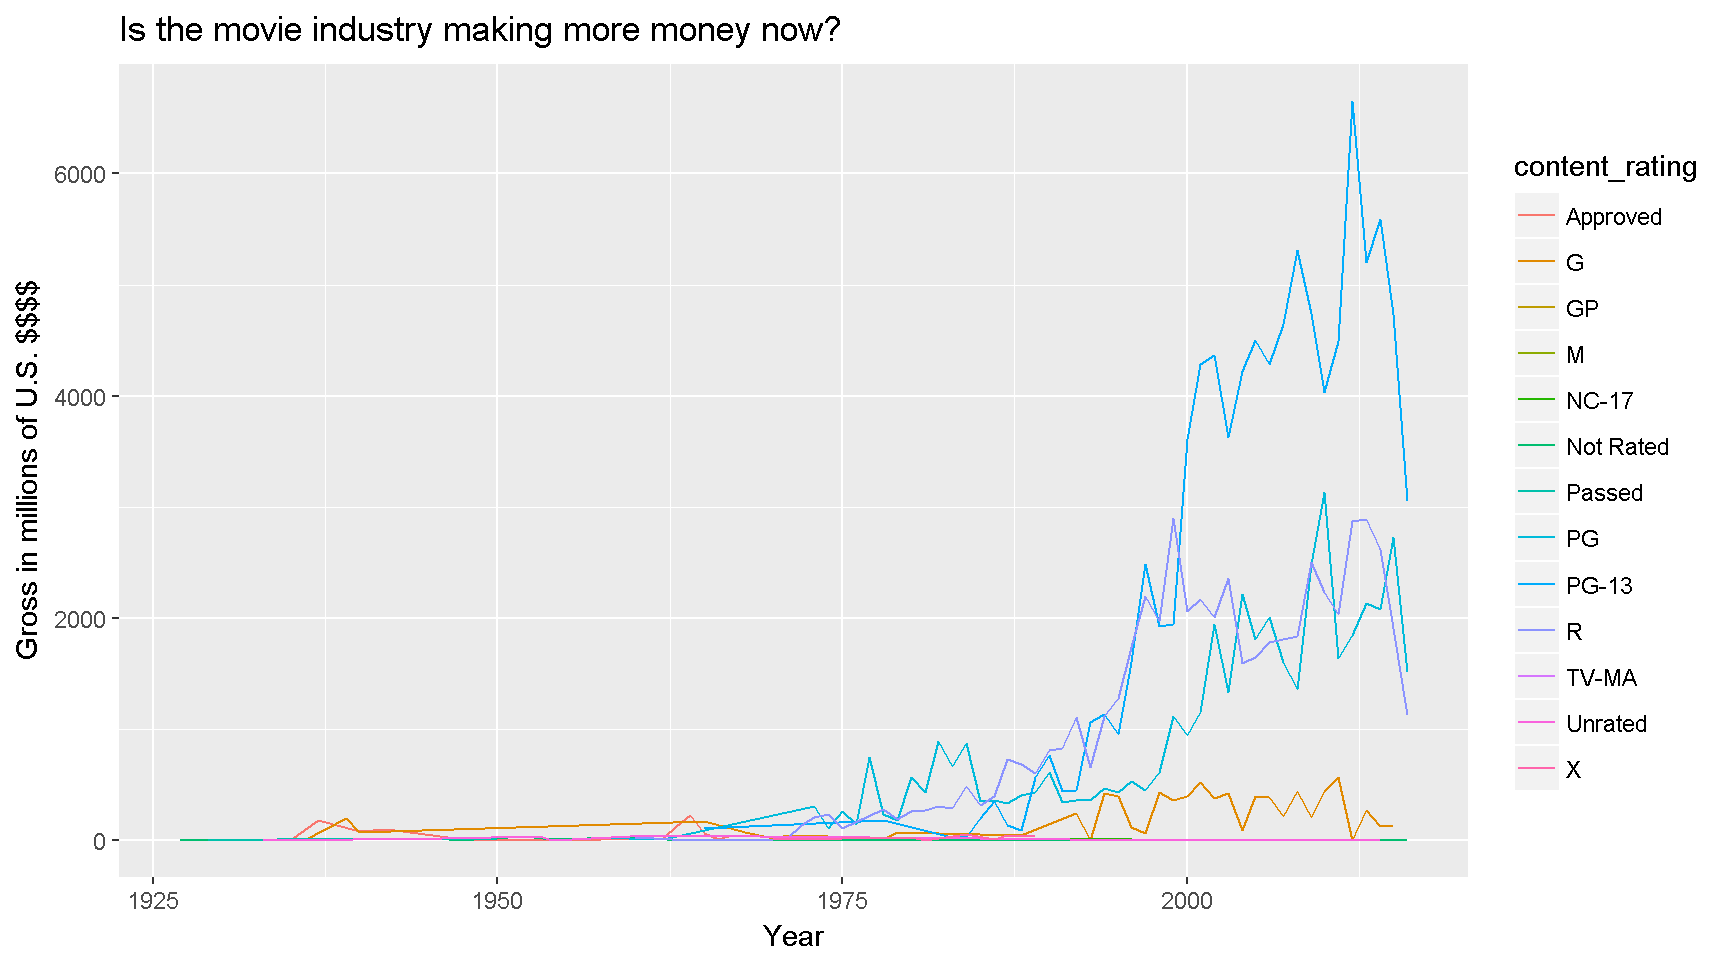 Is the movie industry making more money now?
Gross in millions of U.S. $$$$
6000
4000
2000
0
1925
1950
1975
2000
Year
content_rating
Approved
G
GP
M
NC-17
Not Rated
Passed
PG
PG-13
R
TV-MA
Unrated
X